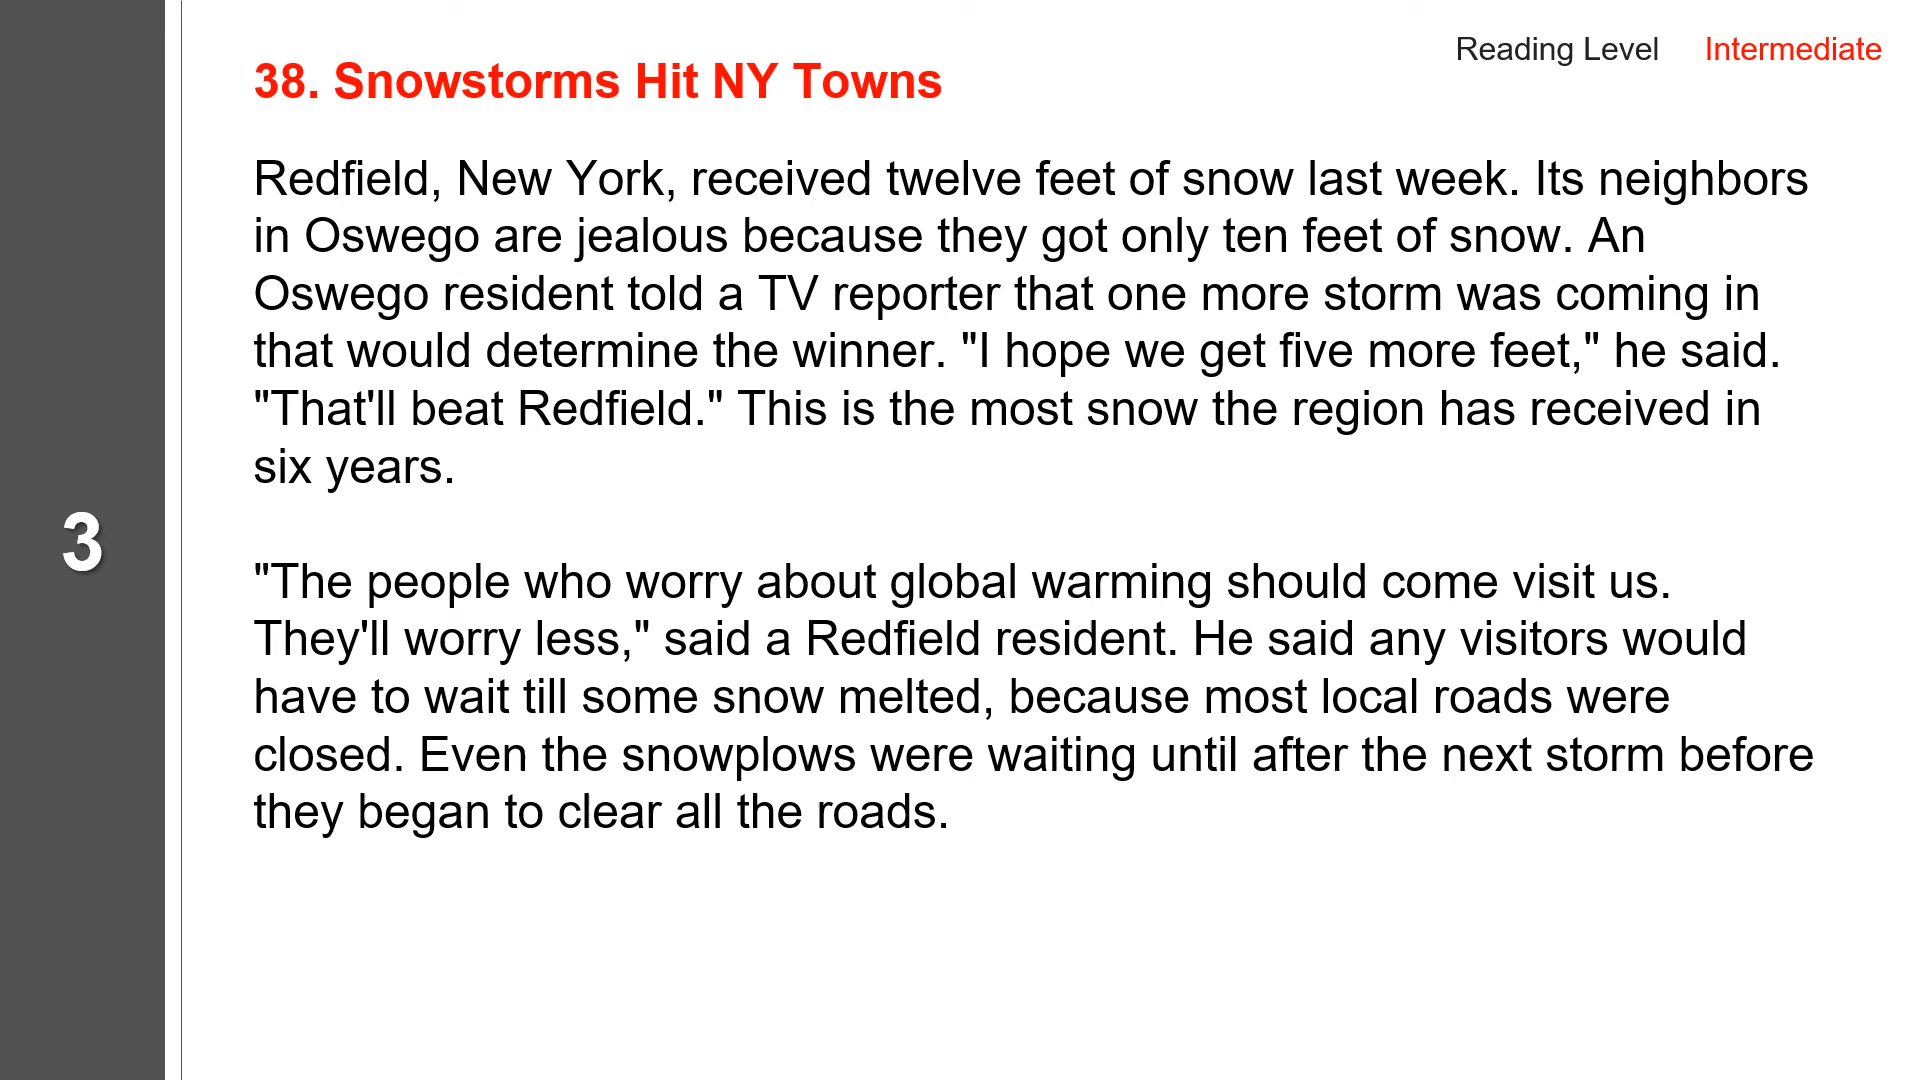 Reading Level Intermediate
38. Snowstorms Hit NY Towns
Redfield, New York, received twelve feet of snow last week. Its neighbors
in Oswego are jealous because they got only ten feet of snow. An
Oswego resident told a TV reporter that one more storm was coming in
that would determine the winner. "I hope we get five more feet," he said.
"That'll beat Redfield." This is the most snow the region has received in
six years.
"The people who worry about global warming should come visit us.
They'll worry less," said a Redfield resident. He said any visitors would
have to wait till some snow melted, because most local roads were
closed. Even the snowplows were waiting until after the next storm before
they began to clear all the roads.
3